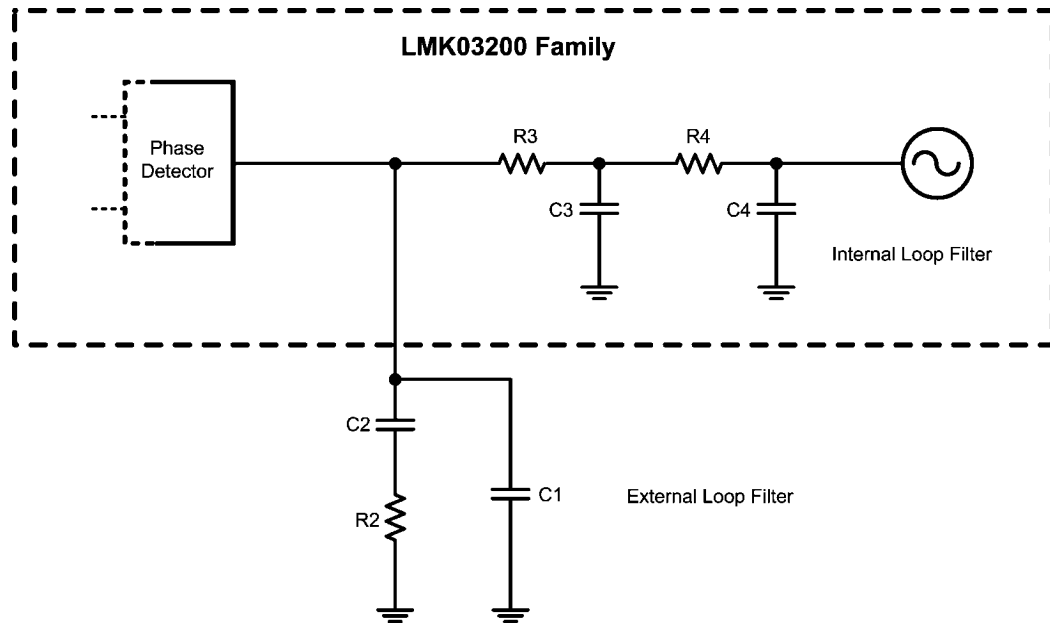 LMK03200 Family
Phase
Detector
R3
R4
C3
C4
Internal Loop Filter
C2
R2
C1
External Loop Filter